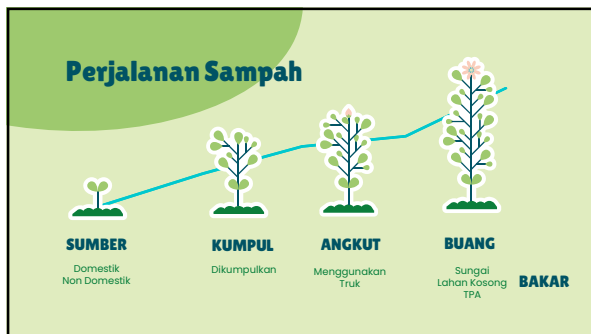 Perjalanan Sampah
SUMBER
Domestik
Non Domestik
KUMPUL
Dikumpulkan
ANGKUT
Menggunakan
Truk
BUANG
Sungai
Lahan Kosong
TPA
BAKAR